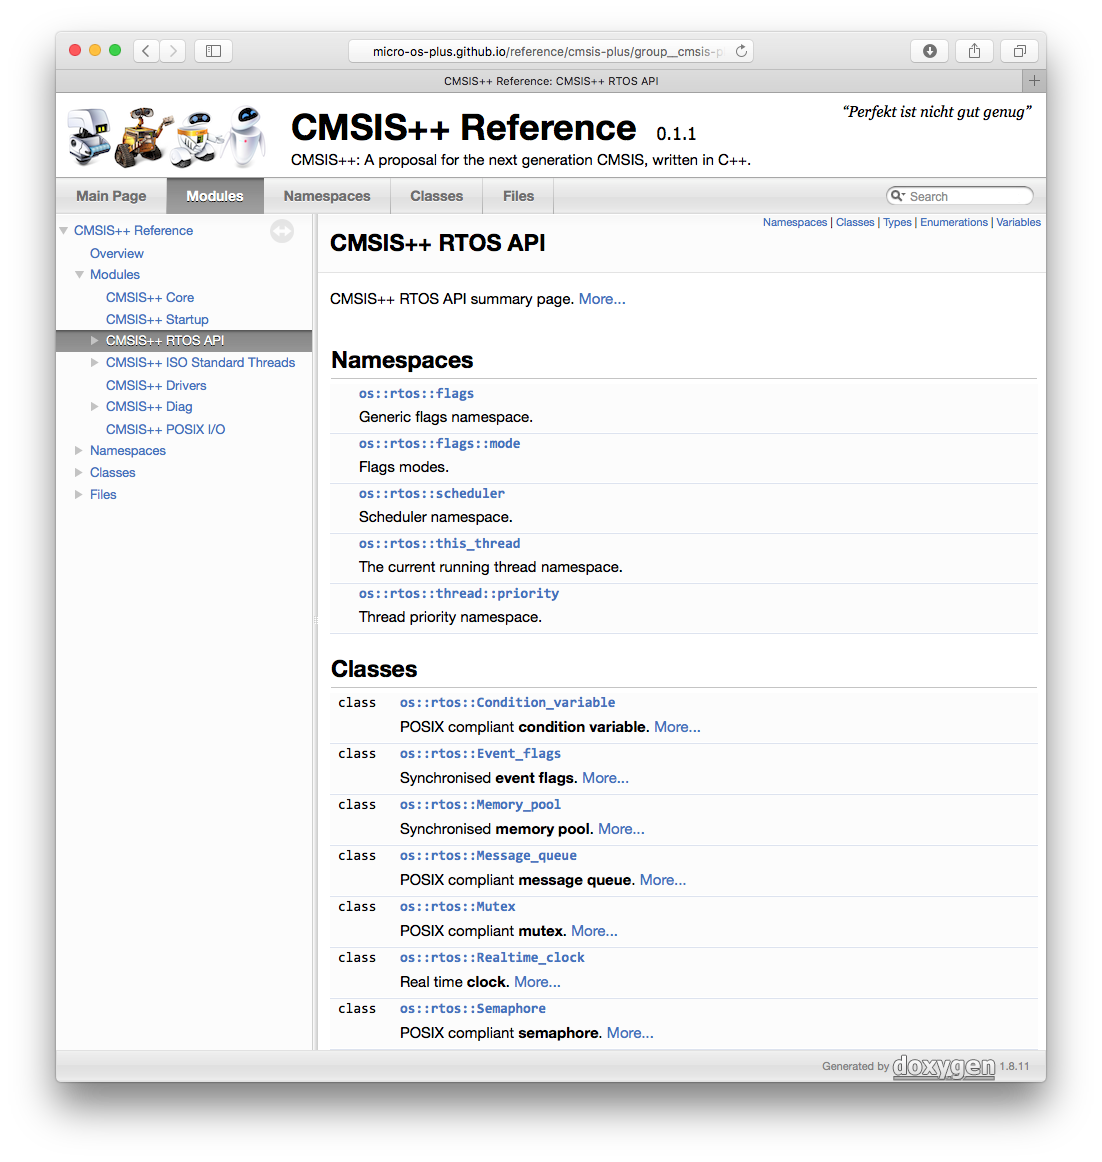 micro-os-plus.github.io/reference/cmsis-plus/group__cmsis-p
CMSIS++ Reference: CMSIS++ RTOS API
CMSIS++ Reference 0.1.1
“Perfekt ist nicht gut genug”
CMSIS++: A proposal for the next generation CMSIS, written in C++.
Main Page Modules Namespaces Classes Files Search
CMSIS++ Reference
Overview
Modules
CMSIS++ Core
CMSIS++ Startup
CMSIS++ RTOS API
CMSIS++ ISO Standard Threads
CMSIS++ Drivers
CMSIS++ Diag
CMSIS++ POSIX I/O
Namespaces
Classes
Files
Namespaces | Classes | Types | Enumerations | Variables
CMSIS++ RTOS API
CMSIS++ RTOS API summary page. More...
Namespaces
os::rtos::flags
Generic flags namespace.
os::rtos::flags::mode
Flags modes.
os::rtos::scheduler
Scheduler namespace.
os::rtos::this_thread
The current running thread namespace.
os::rtos::thread::priority
Thread priority namespace.
Classes
class os::rtos::Condition_variable
POSIX compliant condition variable. More...
class os::rtos::Event_flags
Synchronised event flags. More...
class os::rtos::Memory_pool
Synchronised memory pool. More...
class os::rtos::Message_queue
POSIX compliant message queue. More...
class os::rtos::Mutex
POSIX compliant mutex. More...
class os::rtos::Realtime_clock
Real time clock. More...
class os::rtos::Semaphore
POSIX compliant semaphore. More...
Generated by doxygen 1.8.11